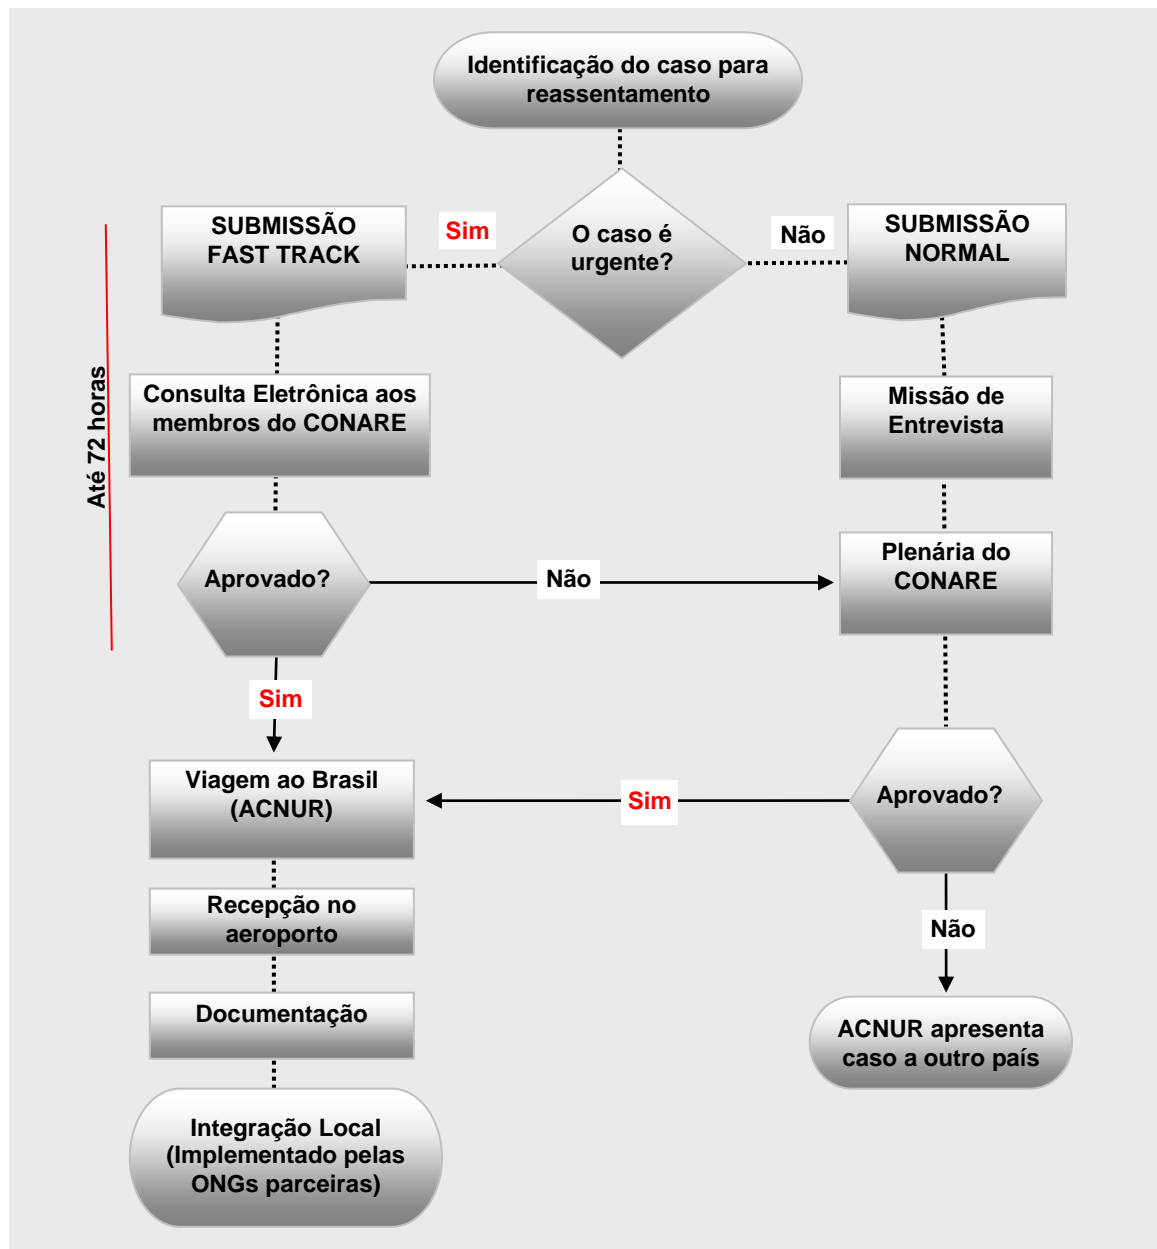 Identificação do caso para
reassentamento
SUBMISSÃO
FAST TRACK
Sim
O caso é
urgente?
Não
SUBMISSÃO
NORMAL
Até 72 horas
Consulta Eletrônica aos
membros do CONARE
Missão de
Entrevista
Aprovado?
Não
Plenária do
CONARE
Sim
Viagem ao Brasil
(ACNUR)
Sim
Aprovado?
Recepção no
aeroporto
Não
Documentação
ACNUR apresenta
caso a outro país
Integração Local
(Implementado pelas
ONGs parceiras)